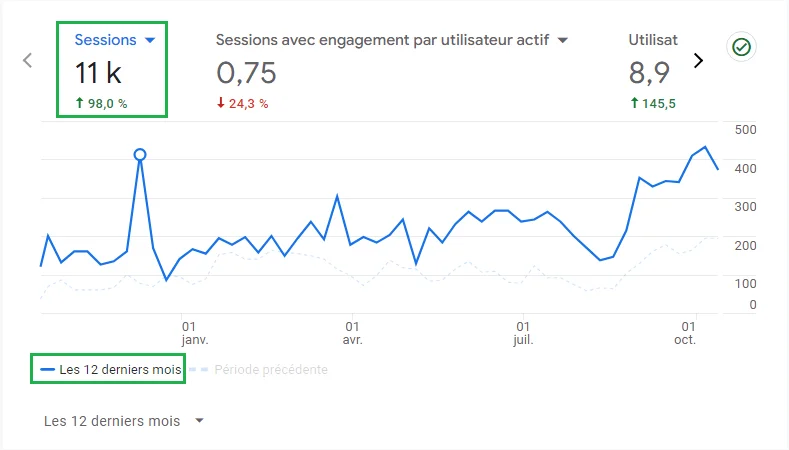 Sessions
Sessions avec engagement par utilisateur actif
Utilisat
11 k
0,75
8,9
98,0 %
24,3 %
145,5
500
400
300
200
100
0
01
janv.
01
avr.
01
juil.
01
oct.
Les 12 derniers mois
Période précédente
Les 12 derniers mois